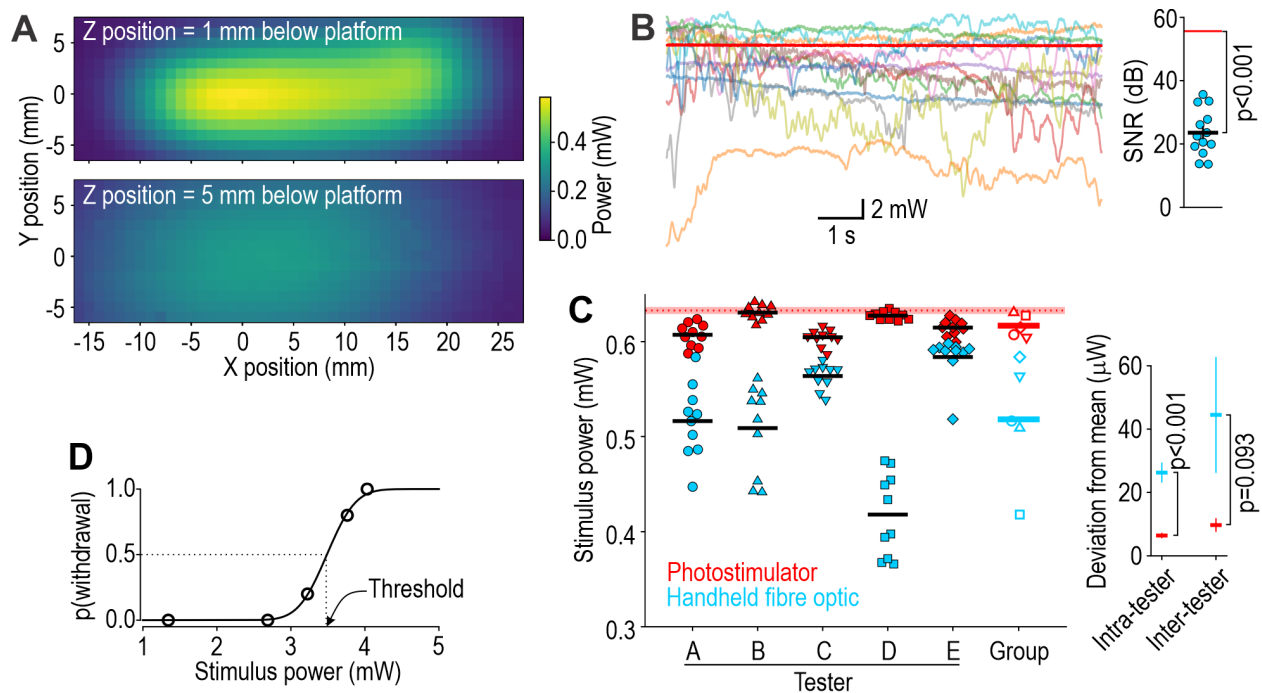 A
Z position = 1 mm below platform
5
0
-5
Z position = 5 mm below platform
5
0
-5
Y position (mm)
-15 -10 -5 0 5 10 15 20 25
X position (mm)
0.4
0.2
0.0
Power (mW)
B
2 mW
1 s
60
40
20
0
SNR (dB)
p<0.001
C
0.6
0.5
0.4
0.3
Stimulus power (mW)
Photostimulator
Handheld fibre optic
A B C D E Group
Tester
60
40
20
0
Deviation from mean (µW)
p<0.001
p=0.093
Intra-tester
Inter-tester
D
1.0
0.5
0.0
p(withdrawal)
Threshold
1 2 3 4 5
Stimulus power (mW)